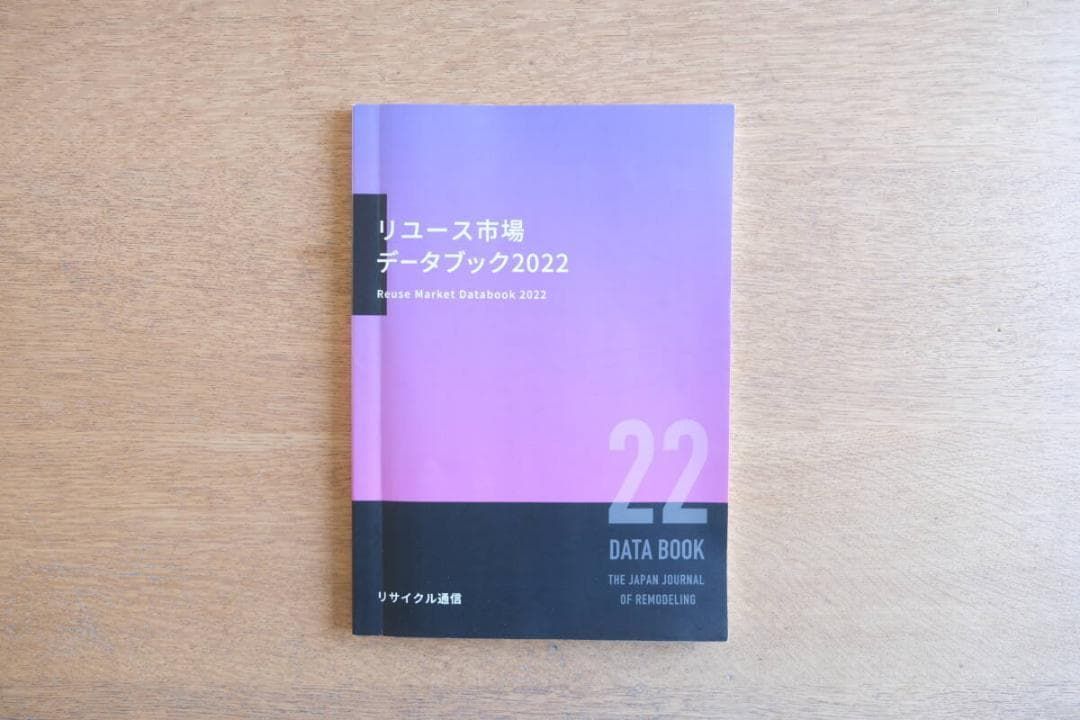 リユース市場
データブック2022
Reuse Market Databook 2022
22
DATA BOOK
THE JAPAN JOURNAL
OF REMODELING
リサイクル通信